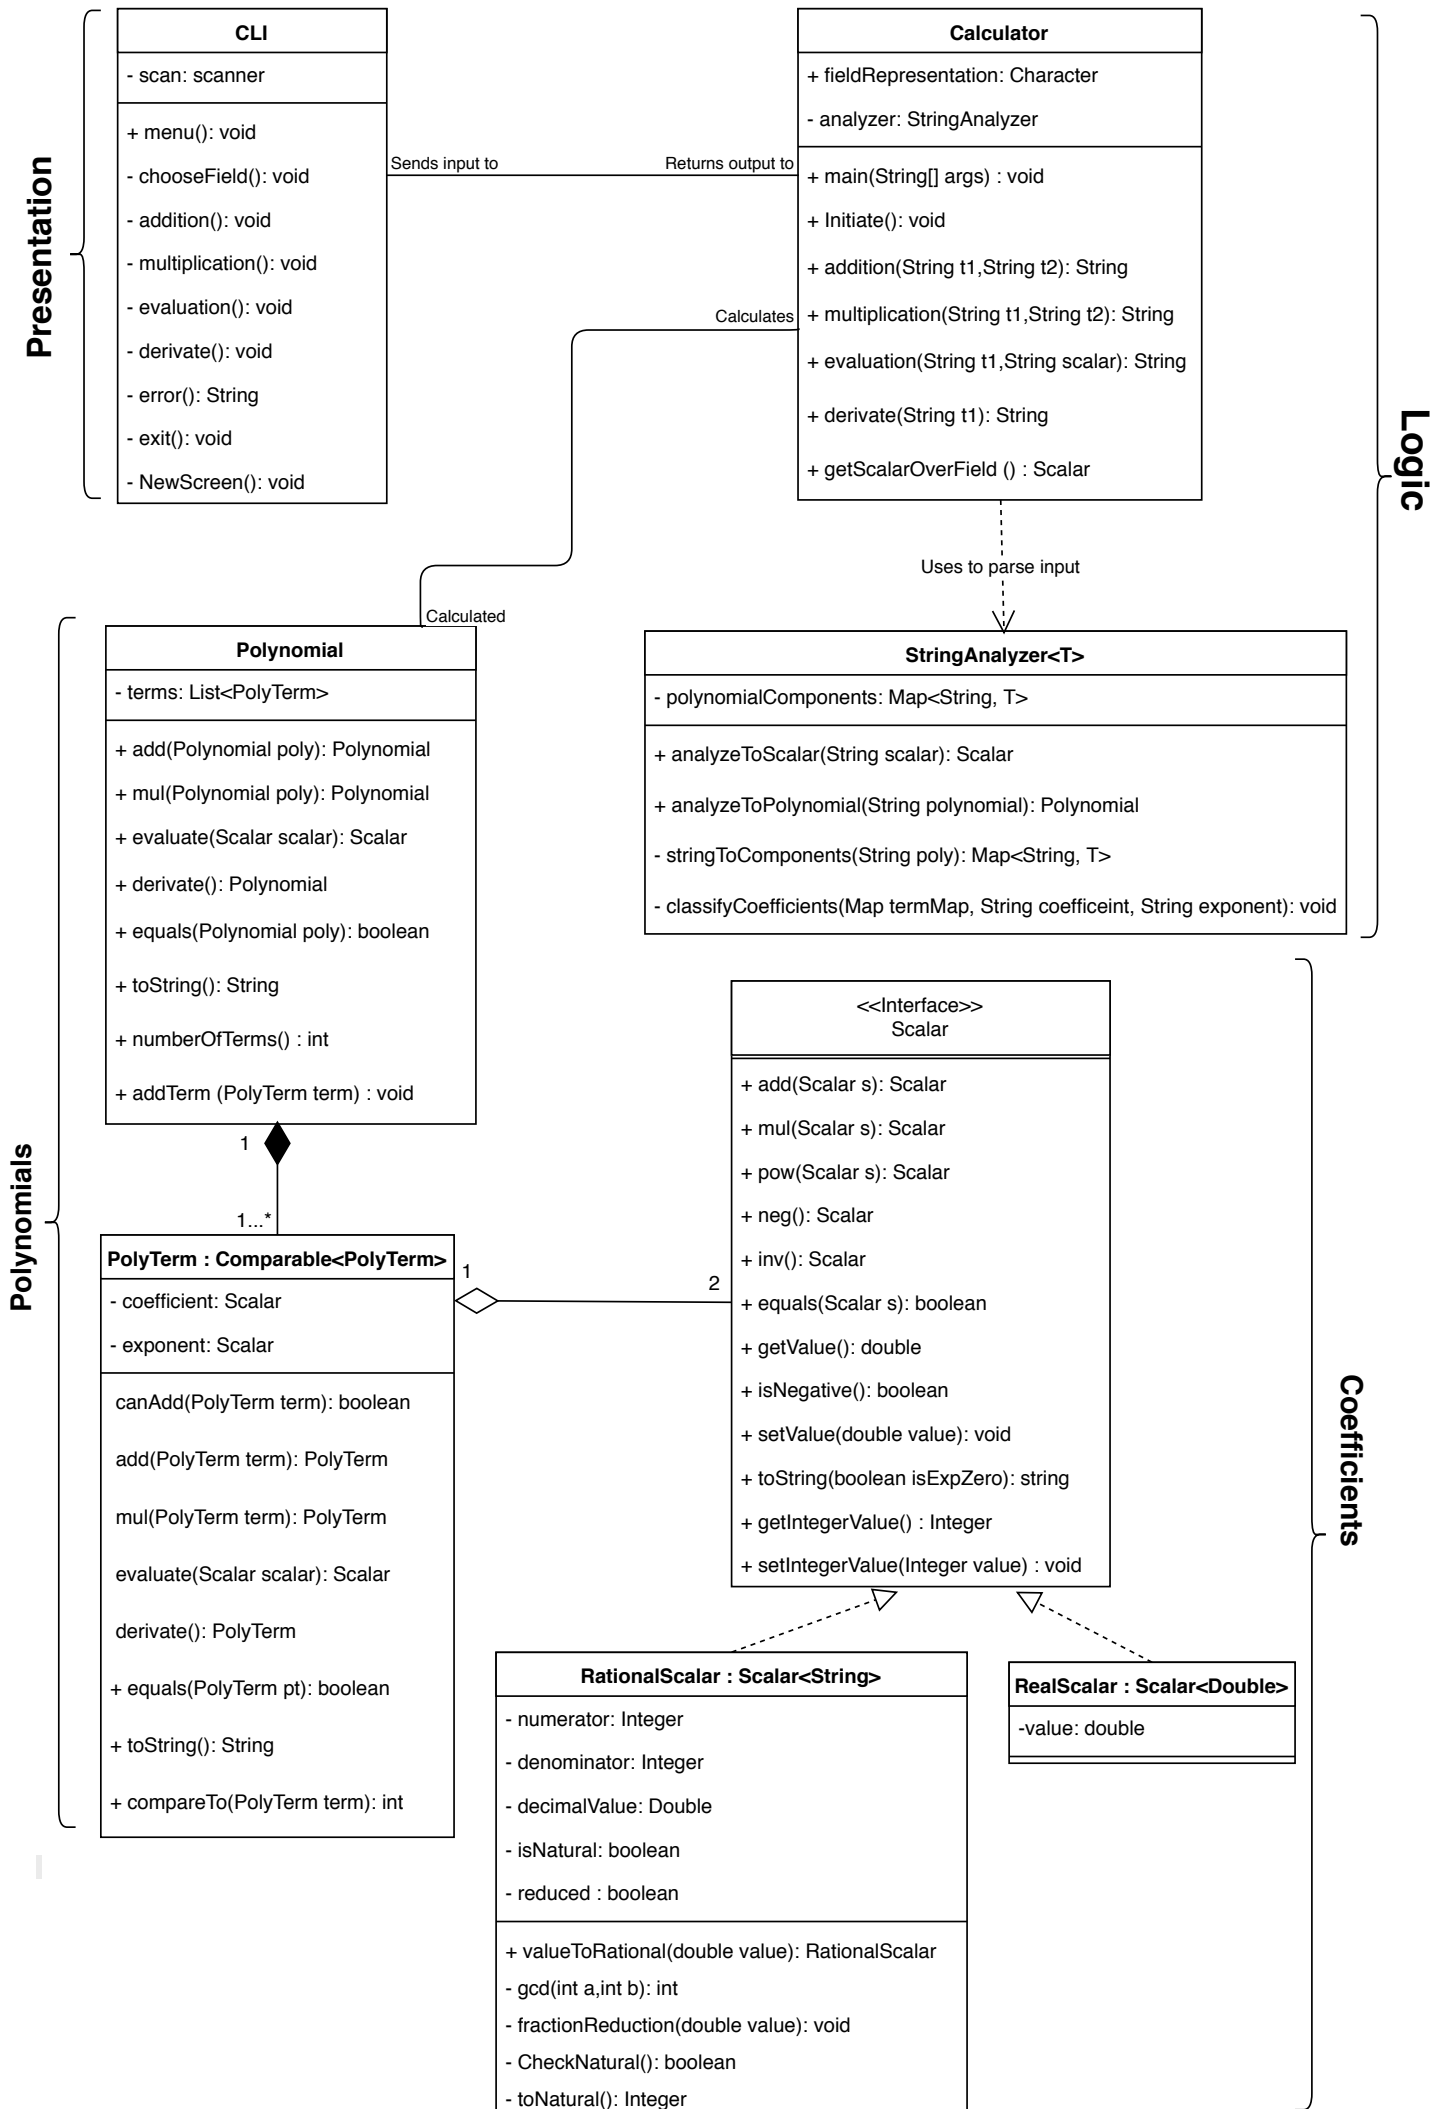 Presentation
CLI
- scan: scanner
+ menu(): void
- chooseField(): void
- addition(): void
- multiplication(): void
- evaluation(): void
- derivate(): void
- error(): String
- exit(): void
- NewScreen(): void
Sends input to
Returns output to
Calculator
+ fieldRepresentation: Character
- analyzer: StringAnalyzer
+ main(String[] args) : void
+ Initiate(): void
+ addition(String t1,String t2): String
+ multiplication(String t1,String t2): String
+ evaluation(String t1,String scalar): String
+ derivate(String t1): String
+ getScalarOverField () : Scalar
Logic
Calculates
Calculated
Uses to parse input
StringAnalyzer<T>
- polynomialComponents: Map<String, T>
+ analyzeToScalar(String scalar): Scalar
+ analyzeToPolynomial(String polynomial): Polynomial
- stringToComponents(String poly): Map<String, T>
- classifyCoefficients(Map termMap, String coefficeint, String exponent): void
Polynomials
Polynomial
- terms: List<PolyTerm>
+ add(Polynomial poly): Polynomial
+ mul(Polynomial poly): Polynomial
+ evaluate(Scalar scalar): Scalar
+ derivate(): Polynomial
+ equals(Polynomial poly): boolean
+ toString(): String
+ numberOfTerms() : int
+ addTerm (PolyTerm term) : void
1
1...*
PolyTerm : Comparable<PolyTerm>
- coefficient: Scalar
- exponent: Scalar
canAdd(PolyTerm term): boolean
add(PolyTerm term): PolyTerm
mul(PolyTerm term): PolyTerm
evaluate(Scalar scalar): Scalar
derivate(): PolyTerm
+ equals(PolyTerm pt): boolean
+ toString(): String
+ compareTo(PolyTerm term): int
1
2
<<Interface>>
Scalar
+ add(Scalar s): Scalar
+ mul(Scalar s): Scalar
+ pow(Scalar s): Scalar
+ neg(): Scalar
+ inv(): Scalar
+ equals(Scalar s): boolean
+ getValue(): double
+ isNegative(): boolean
+ setValue(double value): void
+ toString(boolean isExpZero): string
+ getIntegerValue() : Integer
+ setIntegerValue(Integer value) : void
Coefficients
RationalScalar : Scalar<String>
- numerator: Integer
- denominator: Integer
- decimalValue: Double
- isNatural: boolean
- reduced : boolean
+ valueToRational(double value): RationalScalar
- gcd(int a,int b): int
- fractionReduction(double value): void
- CheckNatural(): boolean
- toNatural(): Integer
RealScalar : Scalar<Double>
-value: double